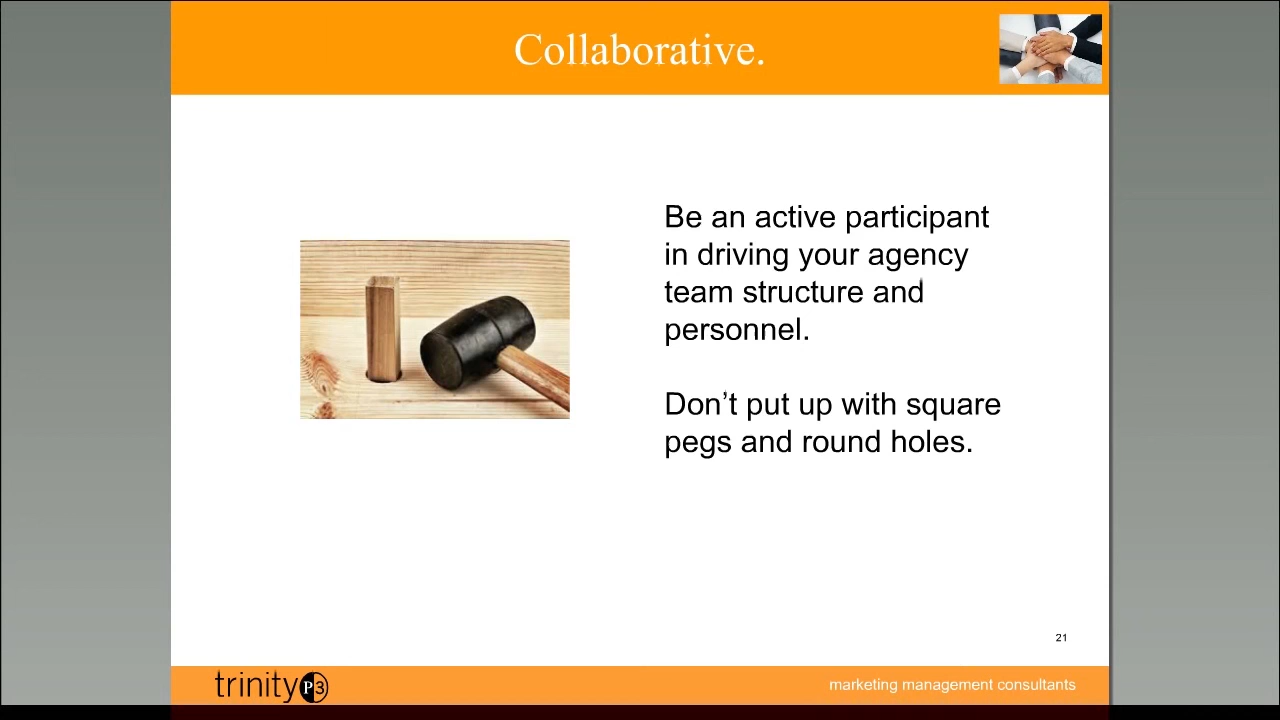 Collaborative.
Be an active participant
in driving your agency
team structure and
personnel.
Don’t put up with square
pegs and round holes.
21
trinity P3
marketing management consultants